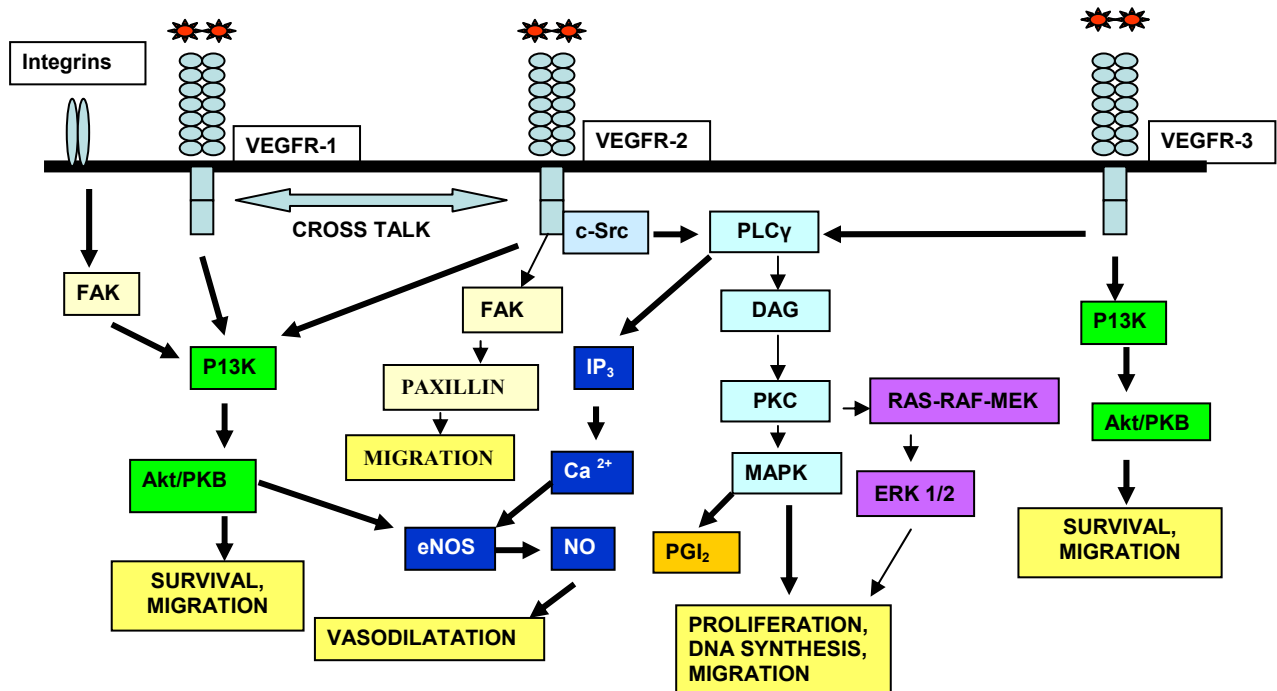 Integrins
VEGFR-1
VEGFR-2
VEGFR-3
CROSS TALK
c-Src
PLCγ
FAK
FAK
DAG
P13K
P13K
IP₃
PAXILLIN
PKC
RAS-RAF-MEK
Akt/PKB
MIGRATION
Akt/PKB
Ca ²⁺
MAPK
ERK 1/2
eNOS
NO
PGI₂
SURVIVAL,
MIGRATION
SURVIVAL,
MIGRATION
VASODILATATION
PROLIFERATION,
DNA SYNTHESIS,
MIGRATION